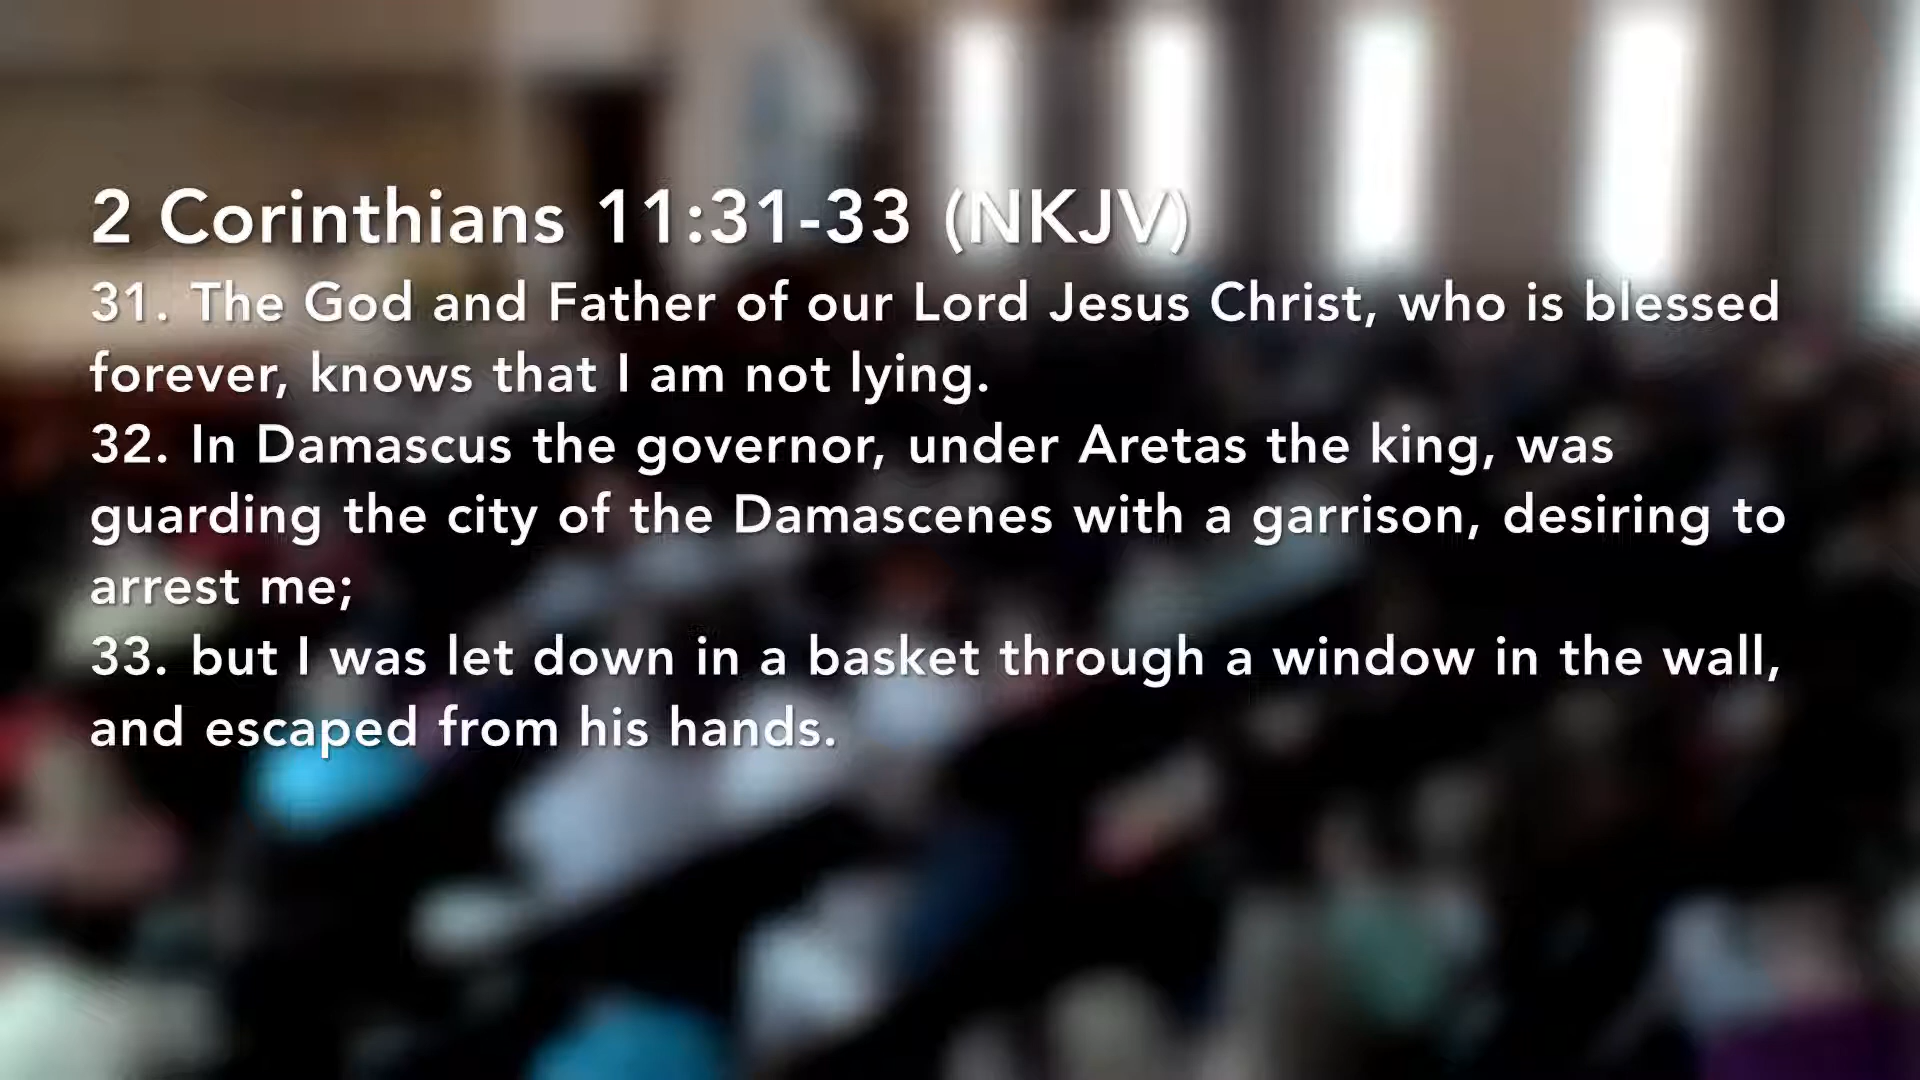 2 Corinthians 11:31-33 (NKJV)
31. The God and Father of our Lord Jesus Christ, who is blessed
forever, knows that I am not lying.
32. In Damascus the governor, under Aretas the king, was
guarding the city of the Damascenes with a garrison, desiring to
arrest me;
33. but I was let down in a basket through a window in the wall,
and escaped from his hands.